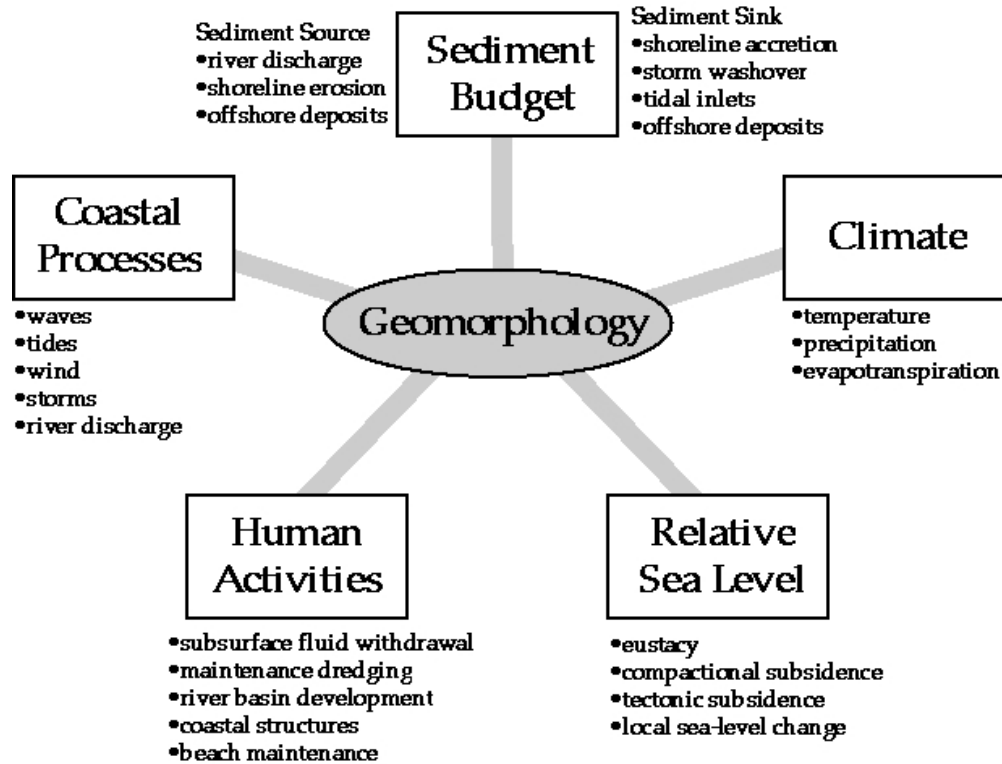 Sediment Source
•river discharge
•shoreline erosion
•offshore deposits
Sediment
Budget
Sediment Sink
•shoreline accretion
•storm washover
•tidal inlets
•offshore deposits
Coastal
Processes
•waves
•tides
•wind
•storms
•river discharge
Geomorphology
Climate
•temperature
•precipitation
•evapotranspiration
Human
Activities
•subsurface fluid withdrawal
•maintenance dredging
•river basin development
•coastal structures
•beach maintenance
Relative
Sea Level
•eustacy
•compactional subsidence
•tectonic subsidence
•local sea-level change